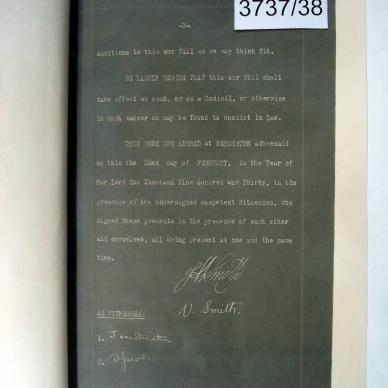 3737/38
-3-
additions to this our Will as we may think fit.
WE LASTLY DESIRE THAT this our Will shall
take effect as such, or as a Codicil, or otherwise
in such manner as may be found to consist in Law.
THUS DONE AND SIGNED at GERMISTON aforesaid
on this the 22nd day of FEBRUARY, in the Year of
Our Lord One Thousand Nine Hundred and Thirty, in the
presence of the undersigned competent Witnesses, who
signed these presents in the presence of each other
and ourselves, all being present at one and the same
time.
Smith
V. Smith.
AS WITNESSES.
1.
2. Jacobs